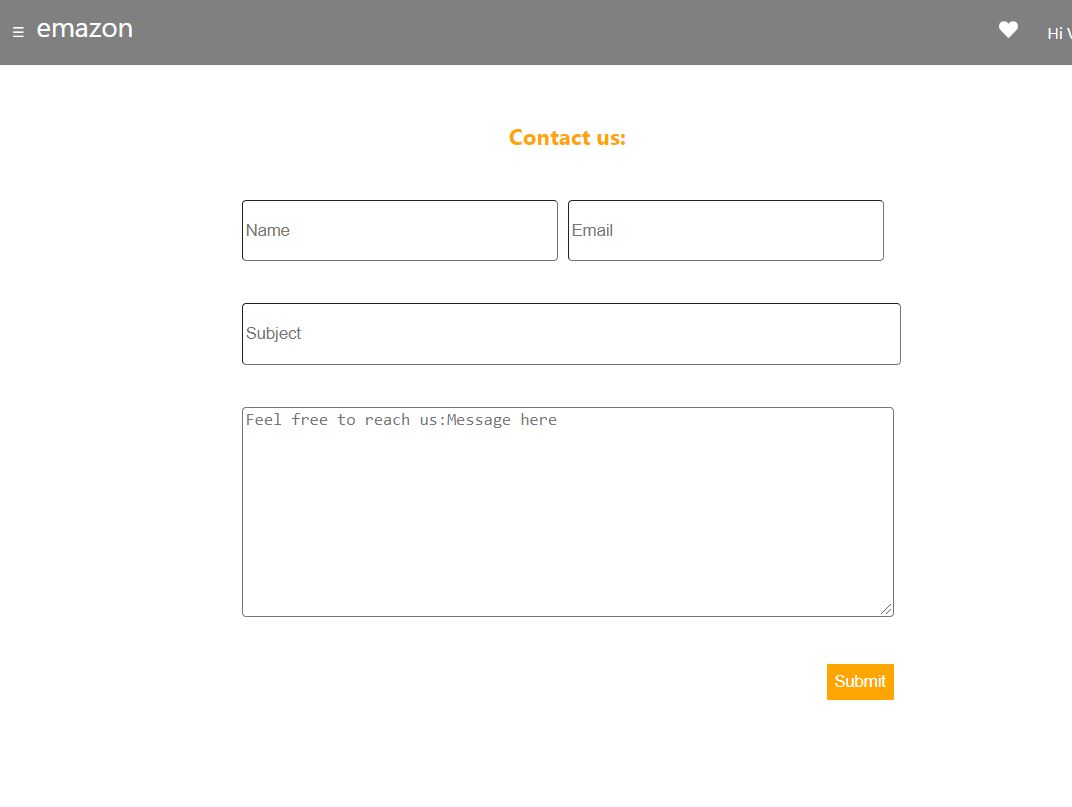 ☰ emazon Hi V
Contact us:
Name Email
Subject
Feel free to reach us:Message here
Submit